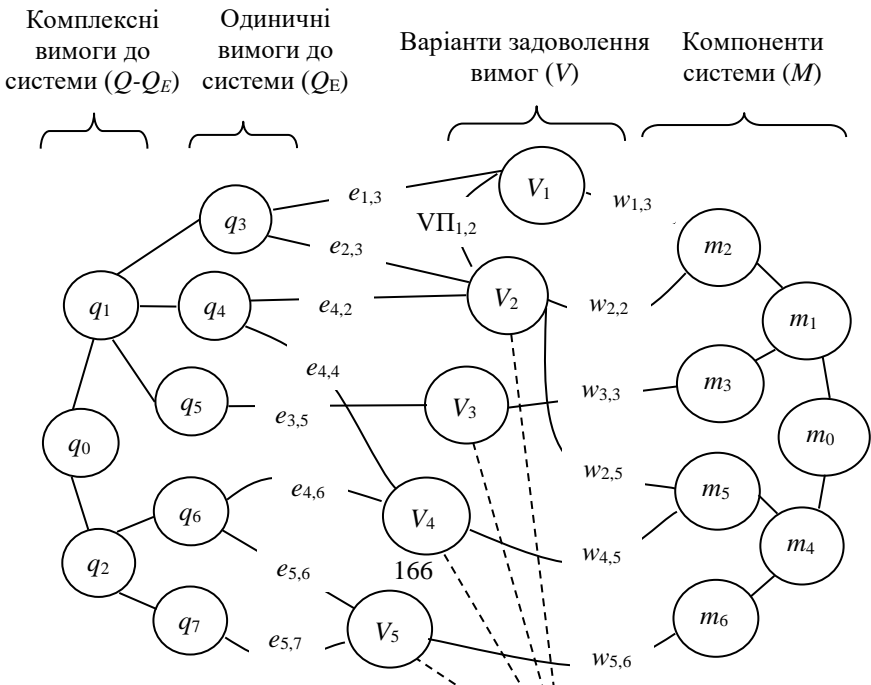 Комплексні
вимоги до
системи (Q-QE)
Одиничні
вимоги до
системи (QE)
Варіанти задоволення
вимог (V)
Компоненти
системи (M)
e1,3
V1
w1,3
q3
VП1,2
m2
e2,3
q1
q4
e4,2
V2
w2,2
m1
e4,4
q5
e3,5
V3
w3,3
m3
q0
m0
w2,5
q6
e4,6
V4
m5
q2
e5,6
166
w4,5
m4
q7
e5,7
V5
w5,6
m6